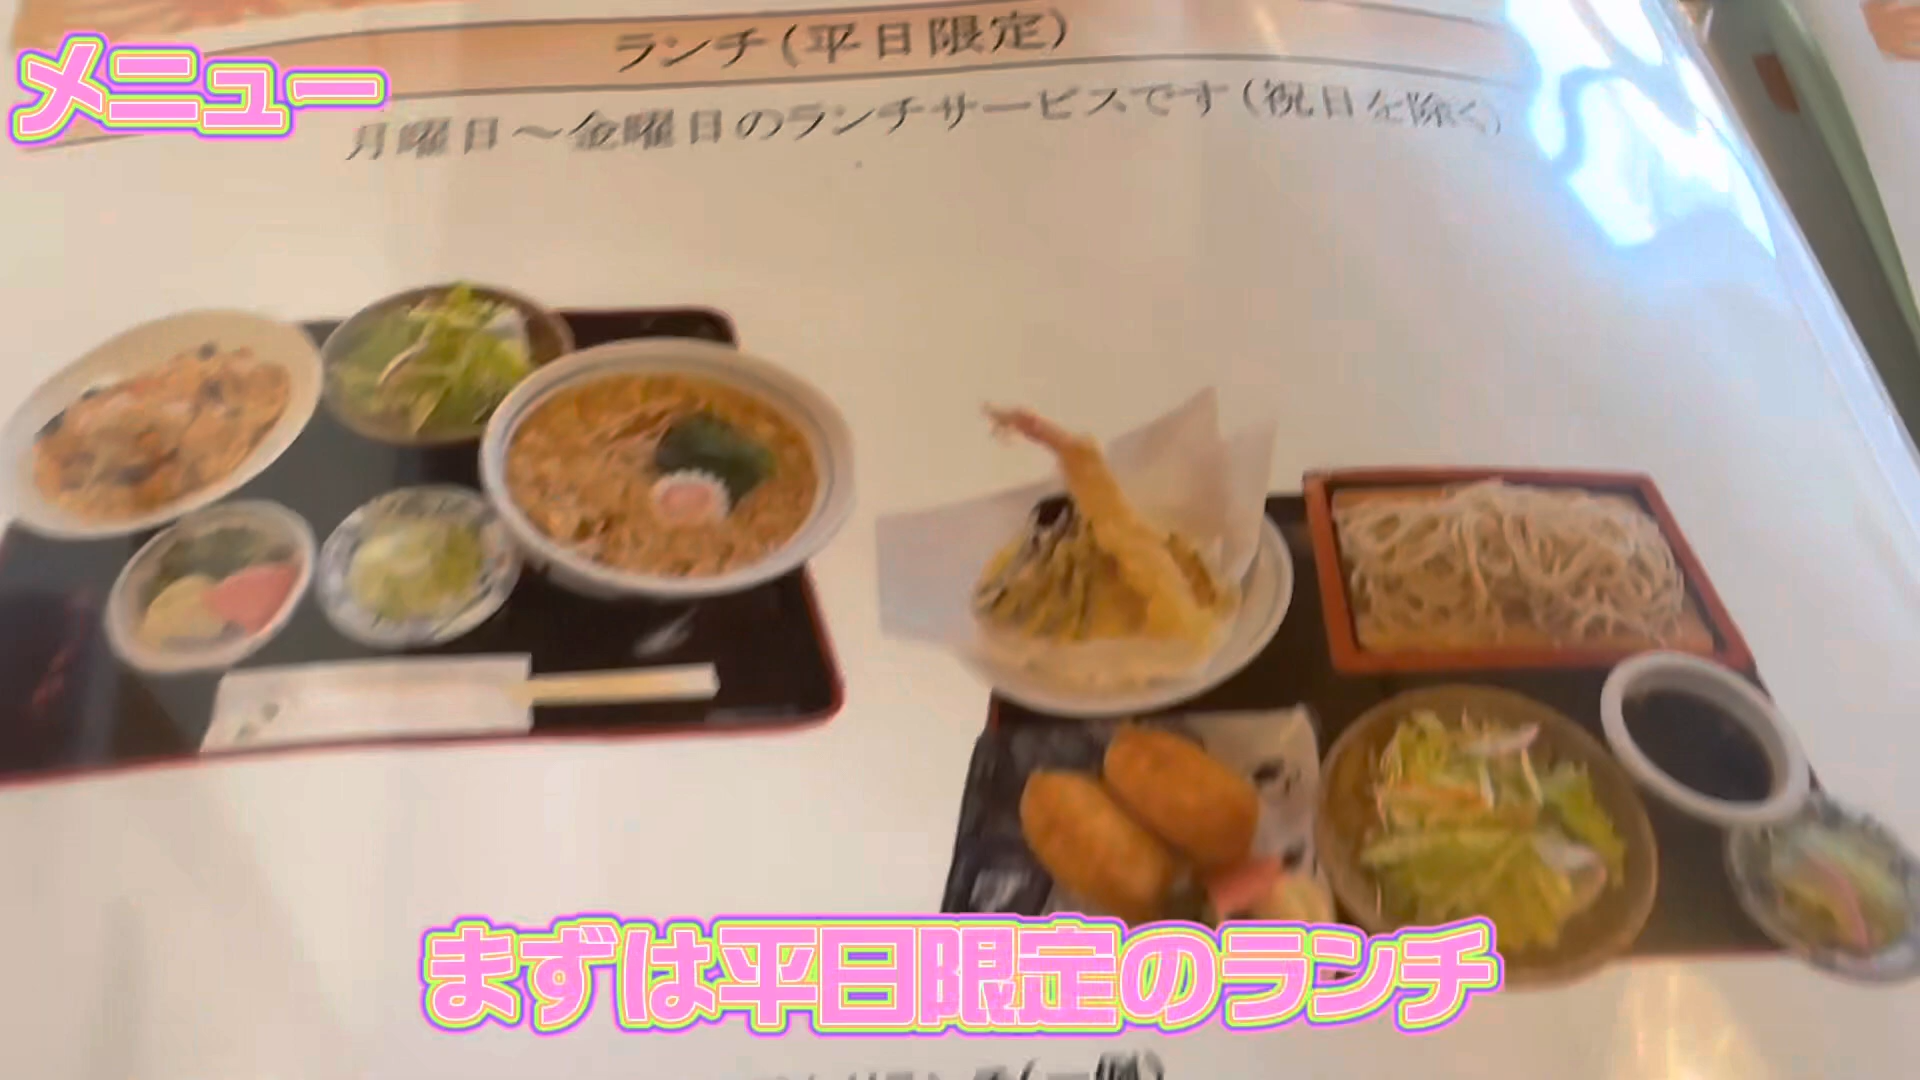 メニュー
ランチ(平日限定)
月曜日～金曜日のランチサービスです(祝日を除く)
まずは平日限定のランチ